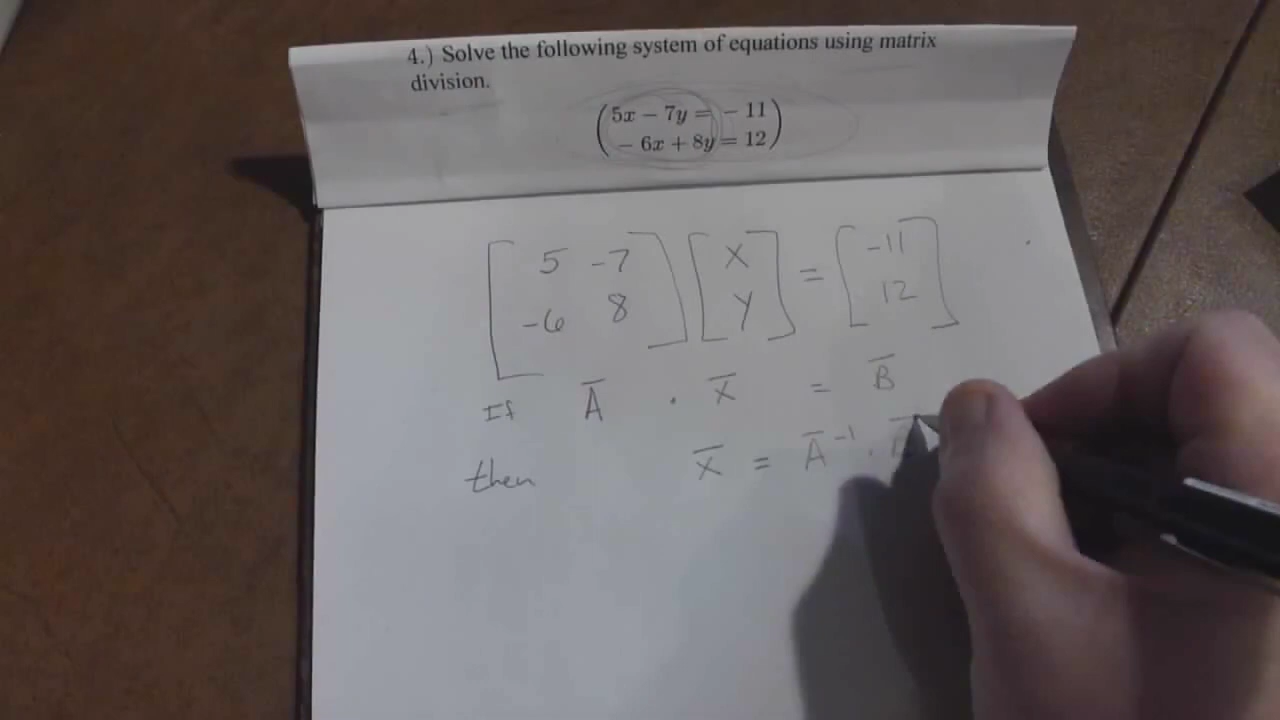 4.) Solve the following system of equations using matrix
division.
5x − 7y = − 11
− 6x + 8y = 12
5 -7 x = -11
-6 8 y 12
If A · x = B
then x = A⁻¹ ·